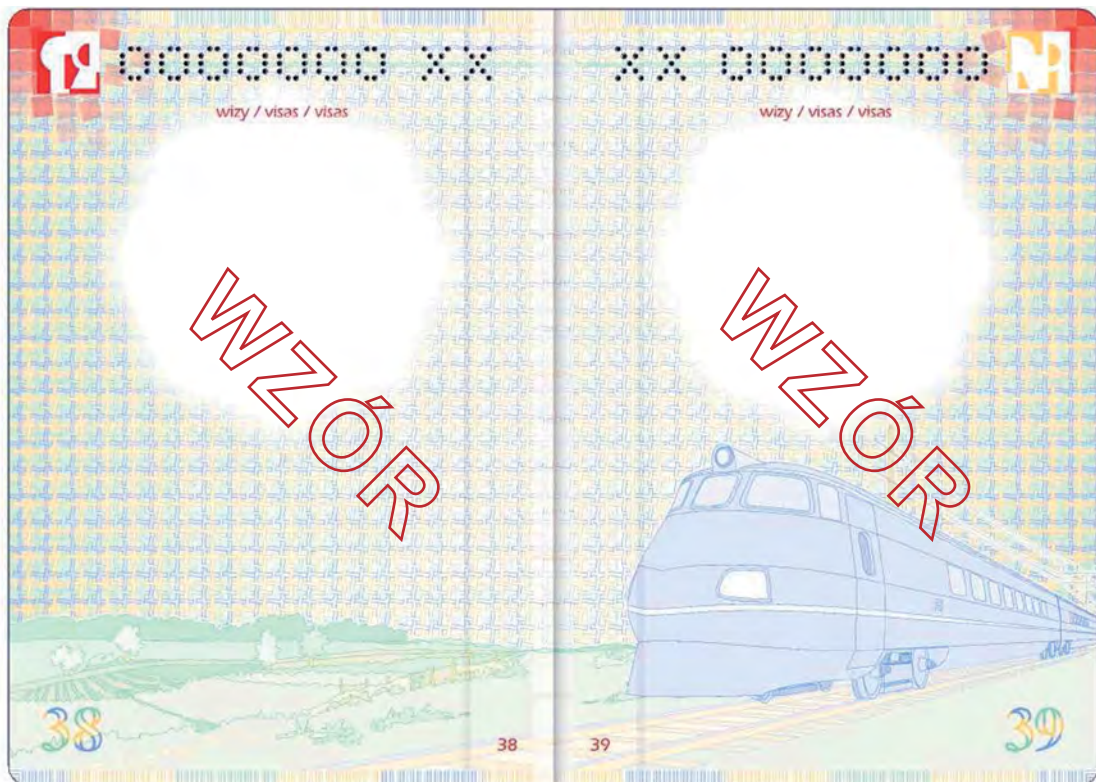 0000000 XX
wizy / visas / visas
WZÓR
38
38
XX 0000000
wizy / visas / visas
WZÓR
39
39